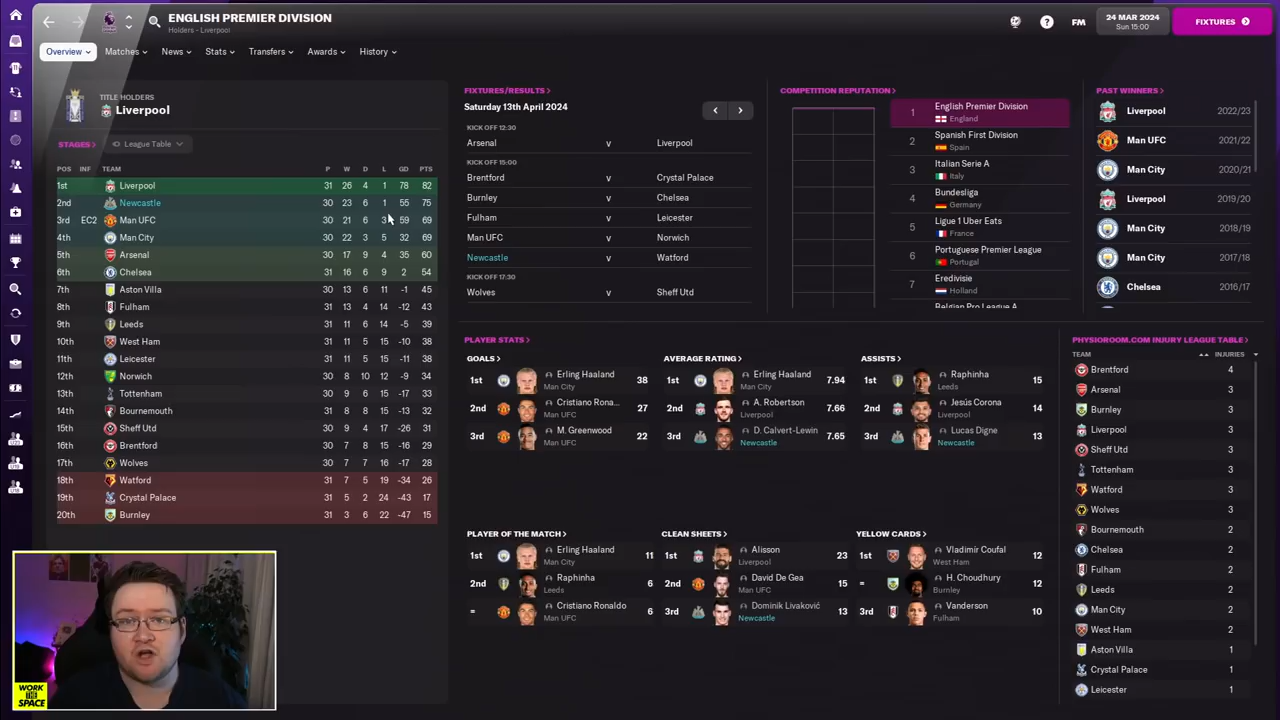 ENGLISH PREMIER DIVISION
Holders - Liverpool
24 MAR 2024
Sun 15:00
FM
FIXTURES
Overview
Matches
News
Stats
Transfers
Awards
History
TITLE HOLDERS
Liverpool
STAGES
League Table
POS INF TEAM P W D L GD PTS
1st Liverpool 31 26 4 1 78 82
2nd Newcastle 30 23 6 1 55 75
3rd EC2 Man UFC 30 21 6 3 59 69
4th Man City 30 22 3 5 32 69
5th Arsenal 30 17 9 4 35 60
6th Chelsea 31 16 6 9 2 54
7th Aston Villa 30 13 6 11 -1 45
8th Fulham 31 13 4 14 -12 43
9th Leeds 31 11 6 14 -5 39
10th West Ham 31 11 5 15 -10 38
11th Leicester 31 11 5 15 -11 38
12th Norwich 30 8 10 12 -9 34
13th Tottenham 30 9 6 15 -17 33
14th Bournemouth 31 8 8 15 -13 32
15th Sheff Utd 30 9 4 17 -26 31
16th Brentford 30 7 8 15 -16 29
17th Wolves 30 7 7 16 -17 28
18th Watford 31 7 5 19 -34 26
19th Crystal Palace 31 5 2 24 -43 17
20th Burnley 31 3 6 22 -47 15
FIXTURES/RESULTS
Saturday 13th April 2024
KICK OFF 12:30
Arsenal v Liverpool
KICK OFF 15:00
Brentford v Crystal Palace
Burnley v Chelsea
Fulham v Leicester
Man UFC v Norwich
Newcastle v Watford
KICK OFF 17:30
Wolves v Sheff Utd
COMPETITION REPUTATION
1 English Premier Division
England
2 Spanish First Division
Spain
3 Italian Serie A
Italy
4 Bundesliga
Germany
5 Ligue 1 Uber Eats
France
6 Portuguese Premier League
Portugal
7 Eredivisie
Holland
Belgian Pro League A
PAST WINNERS
Liverpool 2022/23
Man UFC 2021/22
Man City 2020/21
Liverpool 2019/20
Man City 2018/19
Man City 2017/18
Chelsea 2016/17
PLAYER STATS
GOALS
1st Erling Haaland 38
Man City
2nd Cristiano Rona... 27
Man UFC
3rd M. Greenwood 22
Man UFC
AVERAGE RATING
1st Erling Haaland 7.94
Man City
2nd A. Robertson 7.66
Liverpool
3rd D. Calvert-Lewin 7.65
Newcastle
ASSISTS
1st Raphinha 15
Leeds
2nd Jesús Corona 14
Liverpool
3rd Lucas Digne 13
Newcastle
PLAYER OF THE MATCH
1st Erling Haaland 11
Man City
2nd Raphinha 6
Leeds
= Cristiano Ronaldo 6
Man UFC
CLEAN SHEETS
1st Alisson 23
Liverpool
2nd David De Gea 15
Man UFC
3rd Dominik Livaković 13
Newcastle
YELLOW CARDS
1st Vladimir Coufal 12
West Ham
= H. Choudhury 12
Burnley
3rd Vanderson 10
Fulham
PHYSIOROOM.COM INJURY LEAGUE TABLE
TEAM INJURIES
Brentford 4
Arsenal 3
Burnley 3
Liverpool 3
Sheff Utd 3
Tottenham 3
Watford 3
Wolves 3
Bournemouth 2
Chelsea 2
Fulham 2
Leeds 2
Man City 2
West Ham 2
Aston Villa 1
Crystal Palace 1
Leicester 1
WORK
THE
SPACE